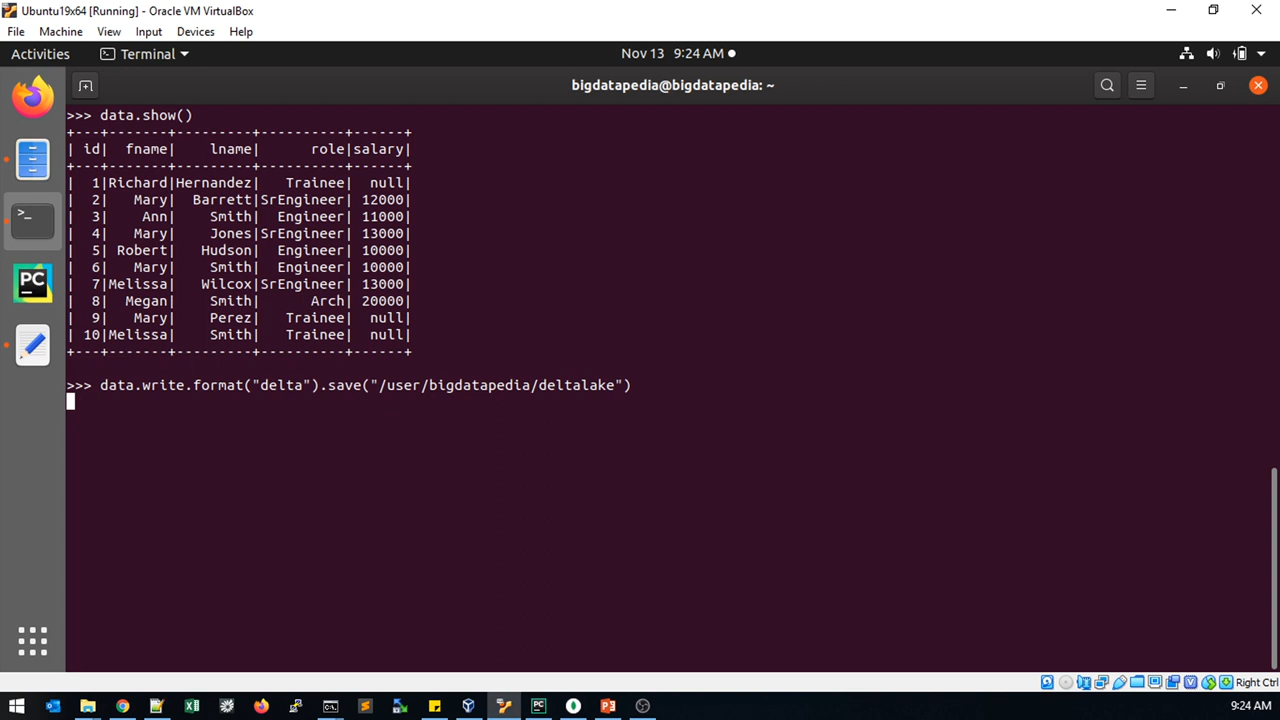 Ubuntu19x64 [Running] - Oracle VM VirtualBox
File Machine View Input Devices Help
Activities Terminal Nov 13 9:24 AM
bigdatapedia@bigdatapedia: ~
>>> data.show()
+---+-------+---------+----------+------+
| id| fname| lname| role|salary|
+---+-------+---------+----------+------+
| 1|Richard|Hernandez| Trainee| null|
| 2| Mary| Barrett|SrEngineer| 12000|
| 3| Ann| Smith| Engineer| 11000|
| 4| Mary| Jones|SrEngineer| 13000|
| 5| Robert| Hudson| Engineer| 10000|
| 6| Mary| Smith| Engineer| 10000|
| 7|Melissa| Wilcox|SrEngineer| 13000|
| 8| Megan| Smith| Arch| 20000|
| 9| Mary| Perez| Trainee| null|
| 10|Melissa| Smith| Trainee| null|
+---+-------+---------+----------+------+
>>> data.write.format("delta").save("/user/bigdatapedia/deltalake")
>_
PC
Right Ctrl
9:24 AM